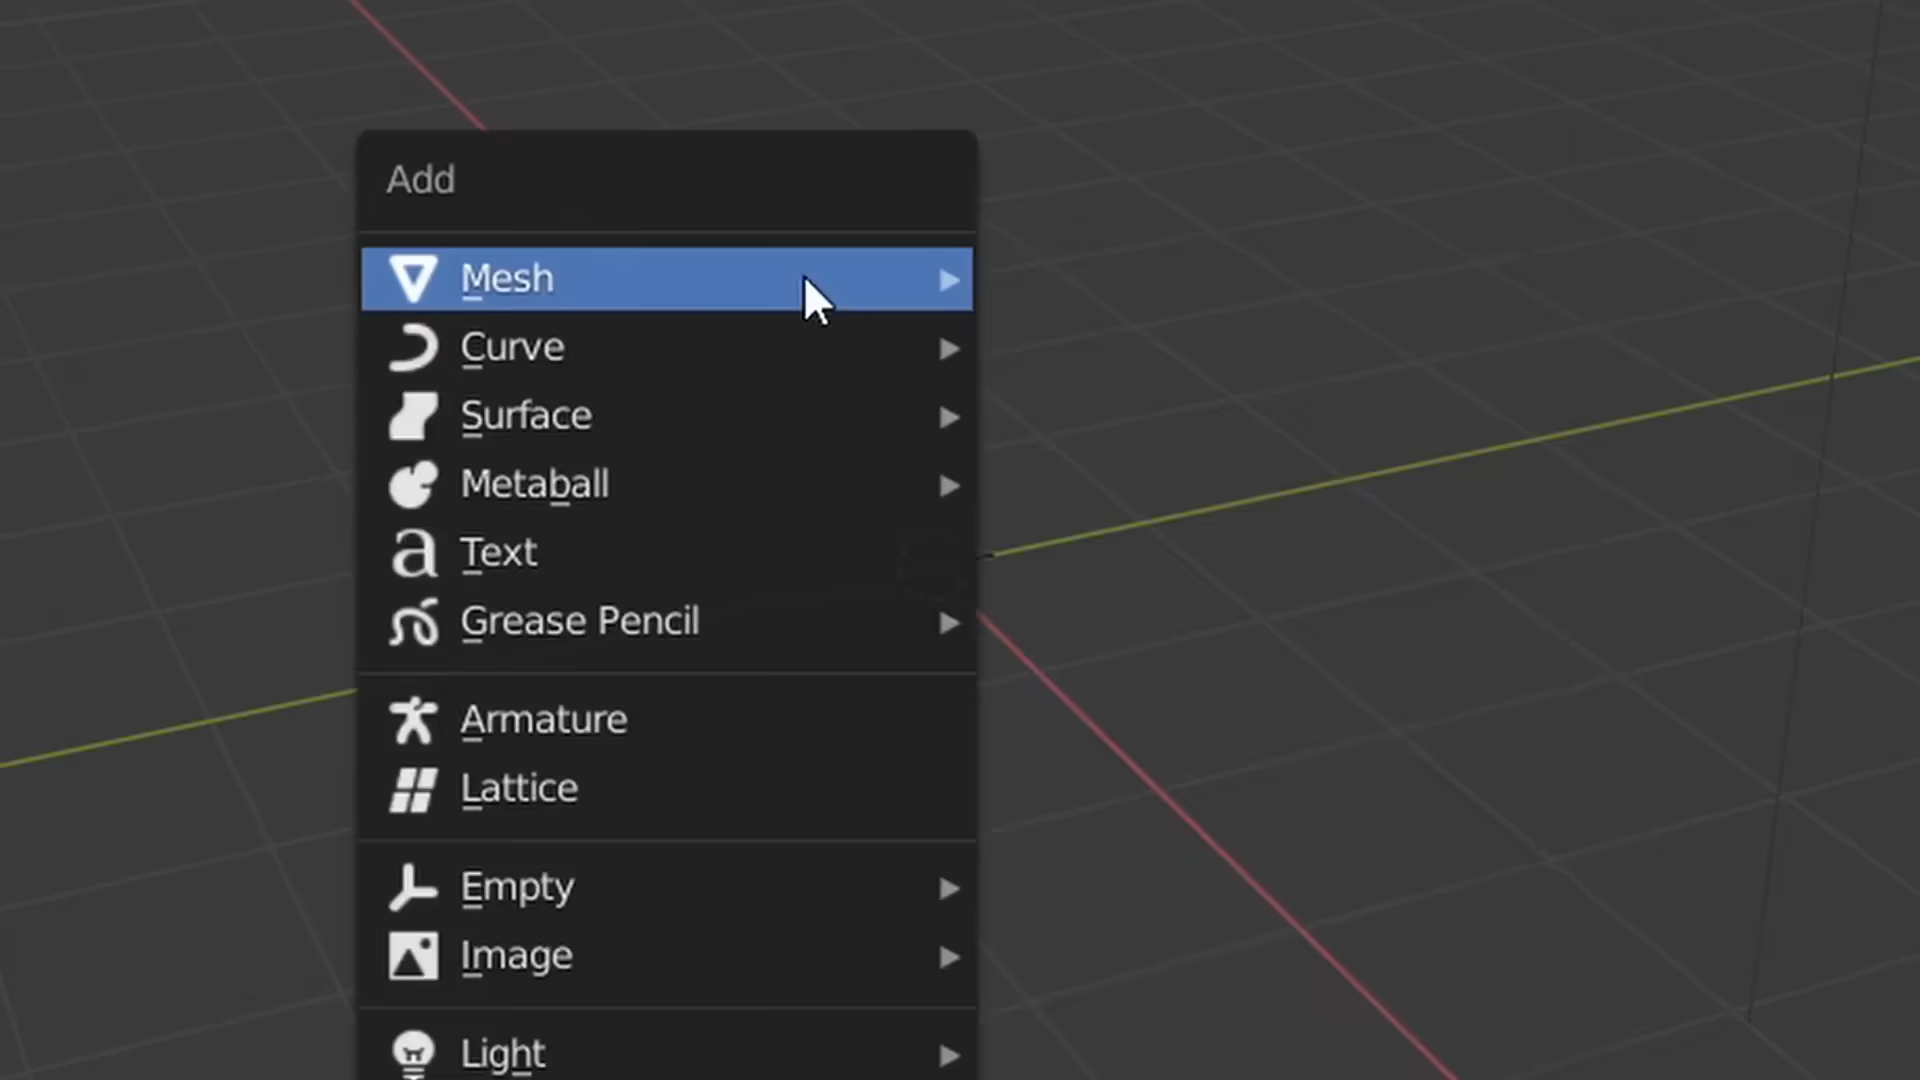 Add
Mesh
Curve
Surface
Metaball
Text
Grease Pencil
Armature
Lattice
Empty
Image
Light